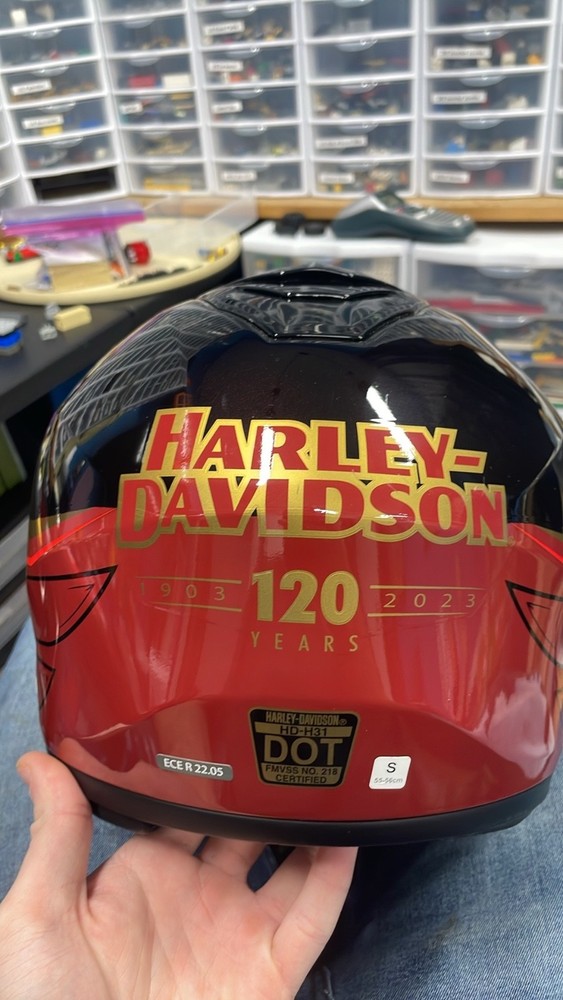 HARLEY-
DAVIDSON
1903 120 2023
YEARS
HARLEY-DAVIDSON®
HD-H31
DOT
FMVSS NO. 218
CERTIFIED
ECE R 22.05
S
55-56cm